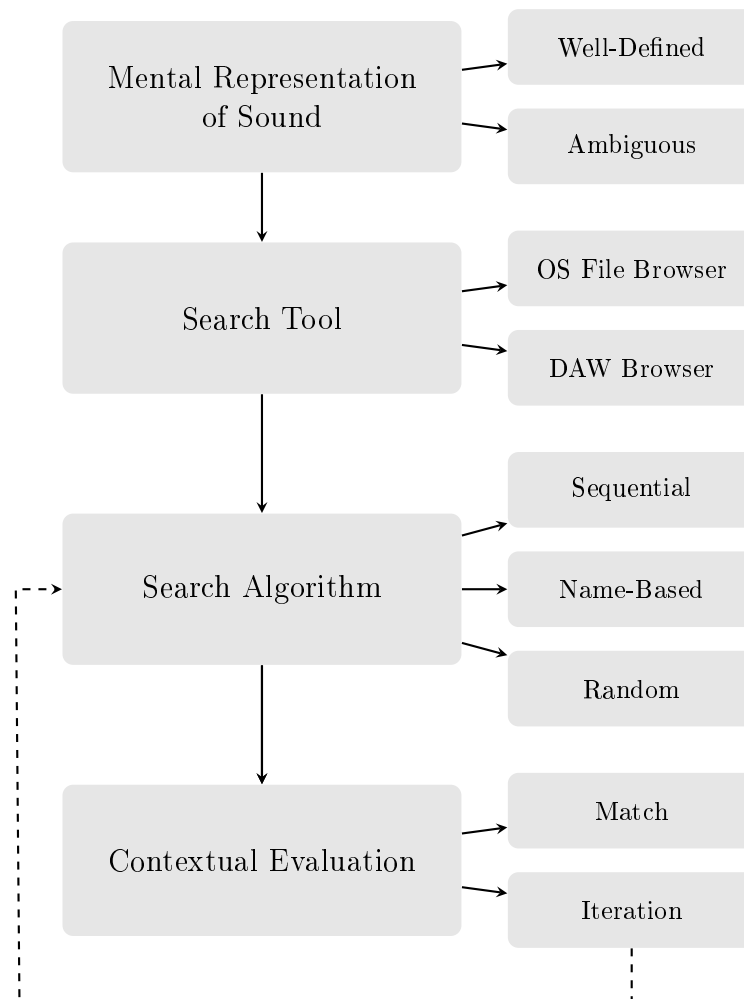 Mental Representation
of Sound
Well-Defined
Ambiguous
Search Tool
OS File Browser
DAW Browser
Search Algorithm
Sequential
Name-Based
Random
Contextual Evaluation
Match
Iteration